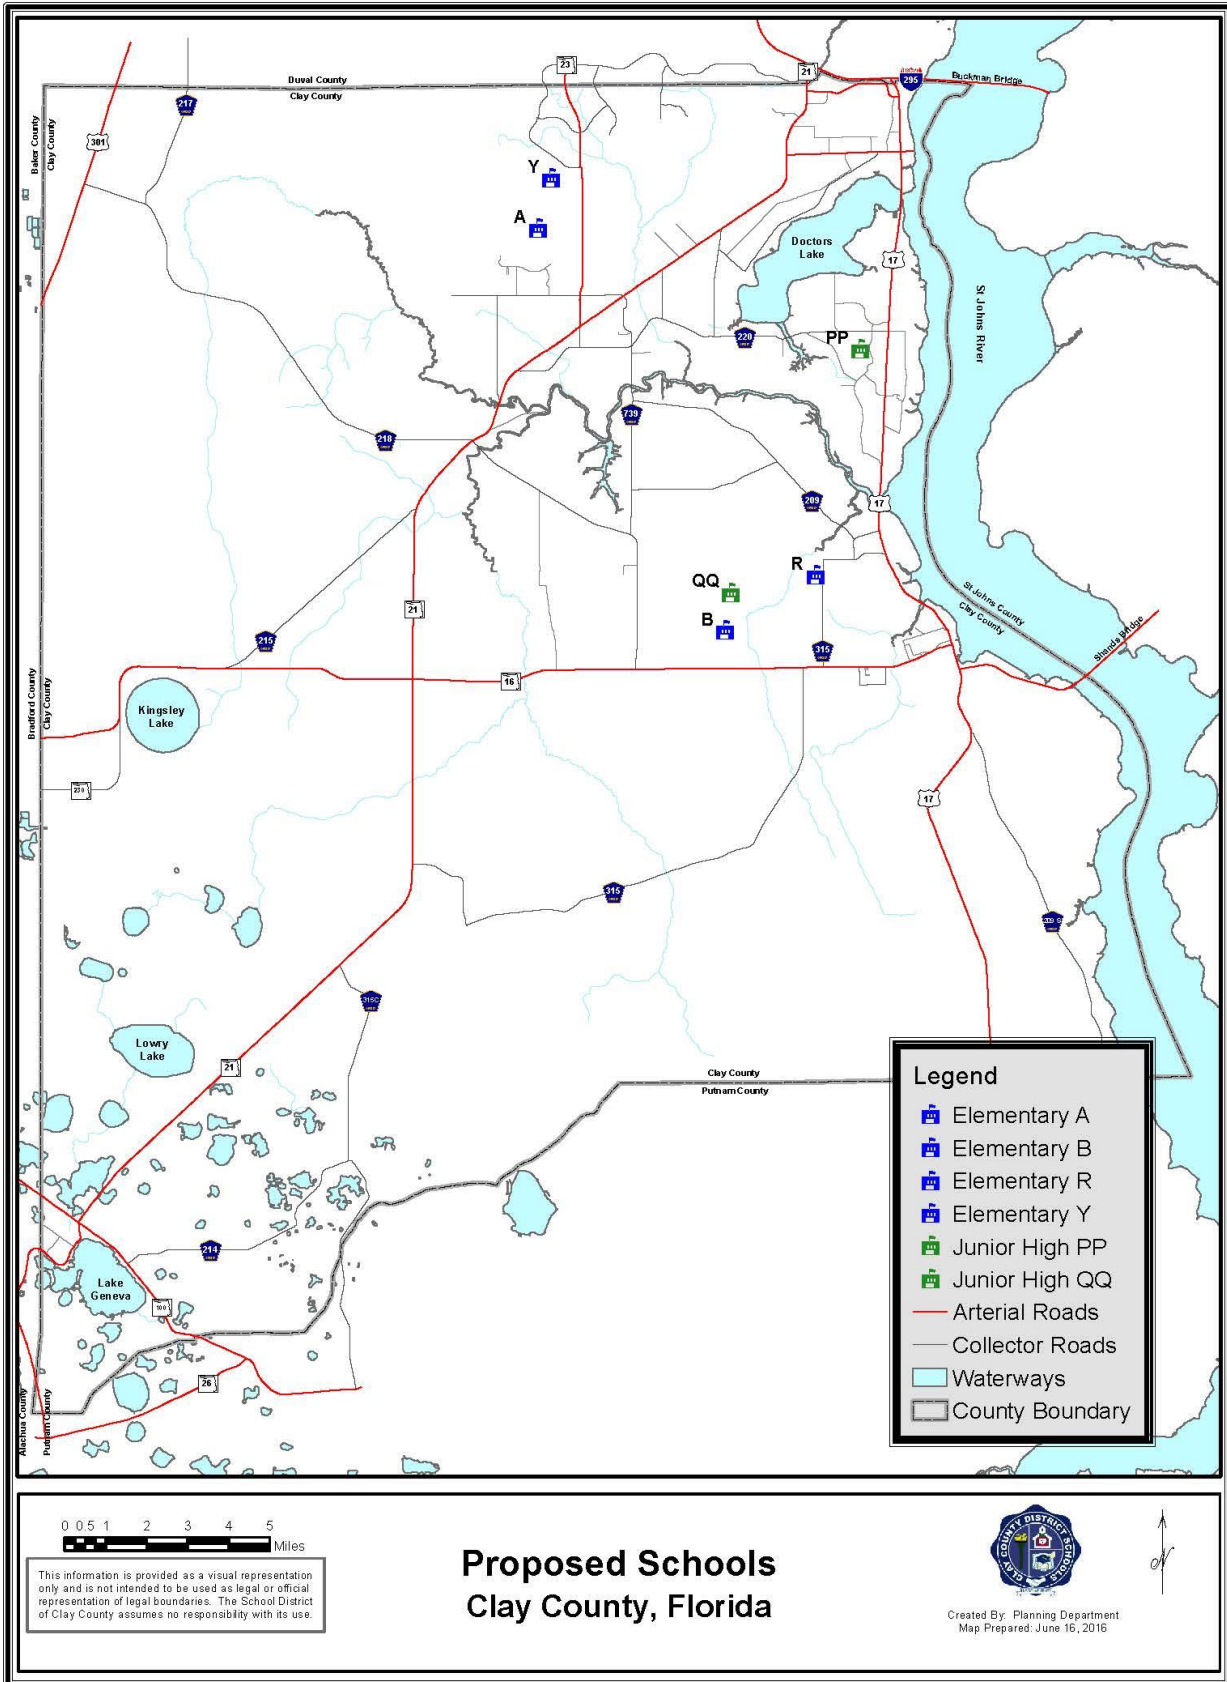 Duval County
Clay County
Baker County
Clay County
217
301
23
21
295
Buckman Bridge
Y
A
Doctors
Lake
17
St Johns River
220
PP
739
218
209
17
R
QQ
B
21
215
315
St Johns County
Clay County
Shands Bridge
16
Kingsley
Lake
Bradford County
Clay County
230
17
315
315C
Lowry
Lake
21
Clay County
Putnam County
214
Lake
Geneva
100
26
Alachua County
Putnam County
Legend
Elementary A
Elementary B
Elementary R
Elementary Y
Junior High PP
Junior High QQ
Arterial Roads
Collector Roads
Waterways
County Boundary
0 0.5 1 2 3 4 5
Miles
This information is provided as a visual representation
only and is not intended to be used as legal or official
representation of legal boundaries. The School District
of Clay County assumes no responsibility with its use.
Proposed Schools
Clay County, Florida
CLAY COUNTY DISTRICT SCHOOLS
Created By: Planning Department
Map Prepared: June 16, 2016
N